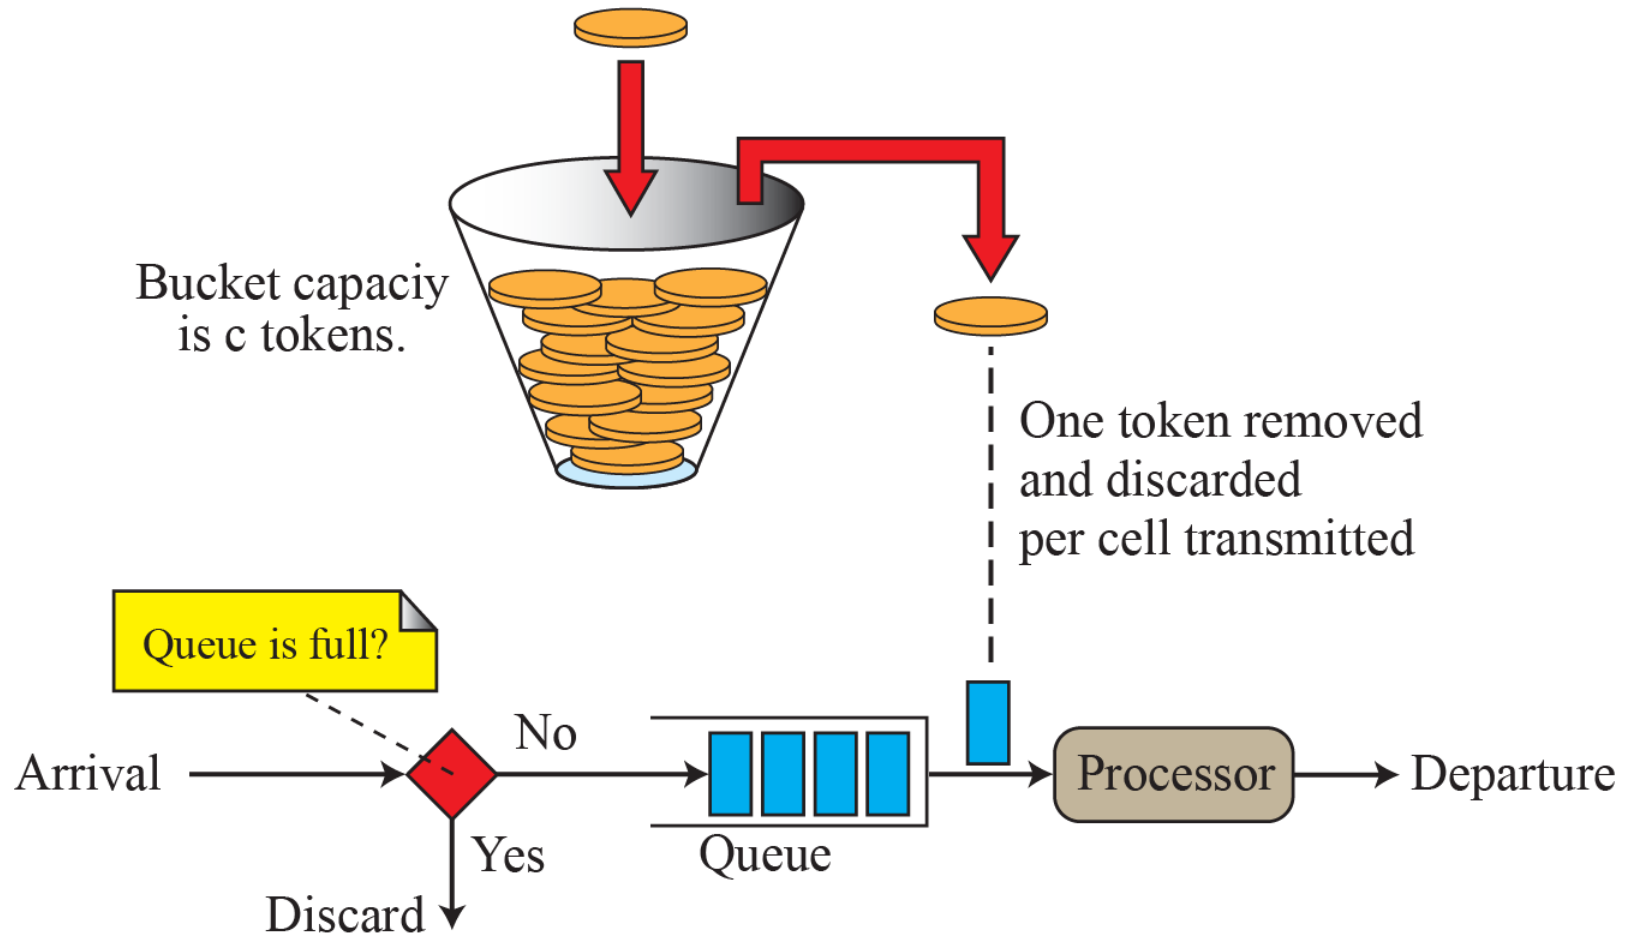 Bucket capaciy
is c tokens.
One token removed
and discarded
per cell transmitted
Queue is full?
Arrival
No
Yes
Discard
Queue
Processor
Departure